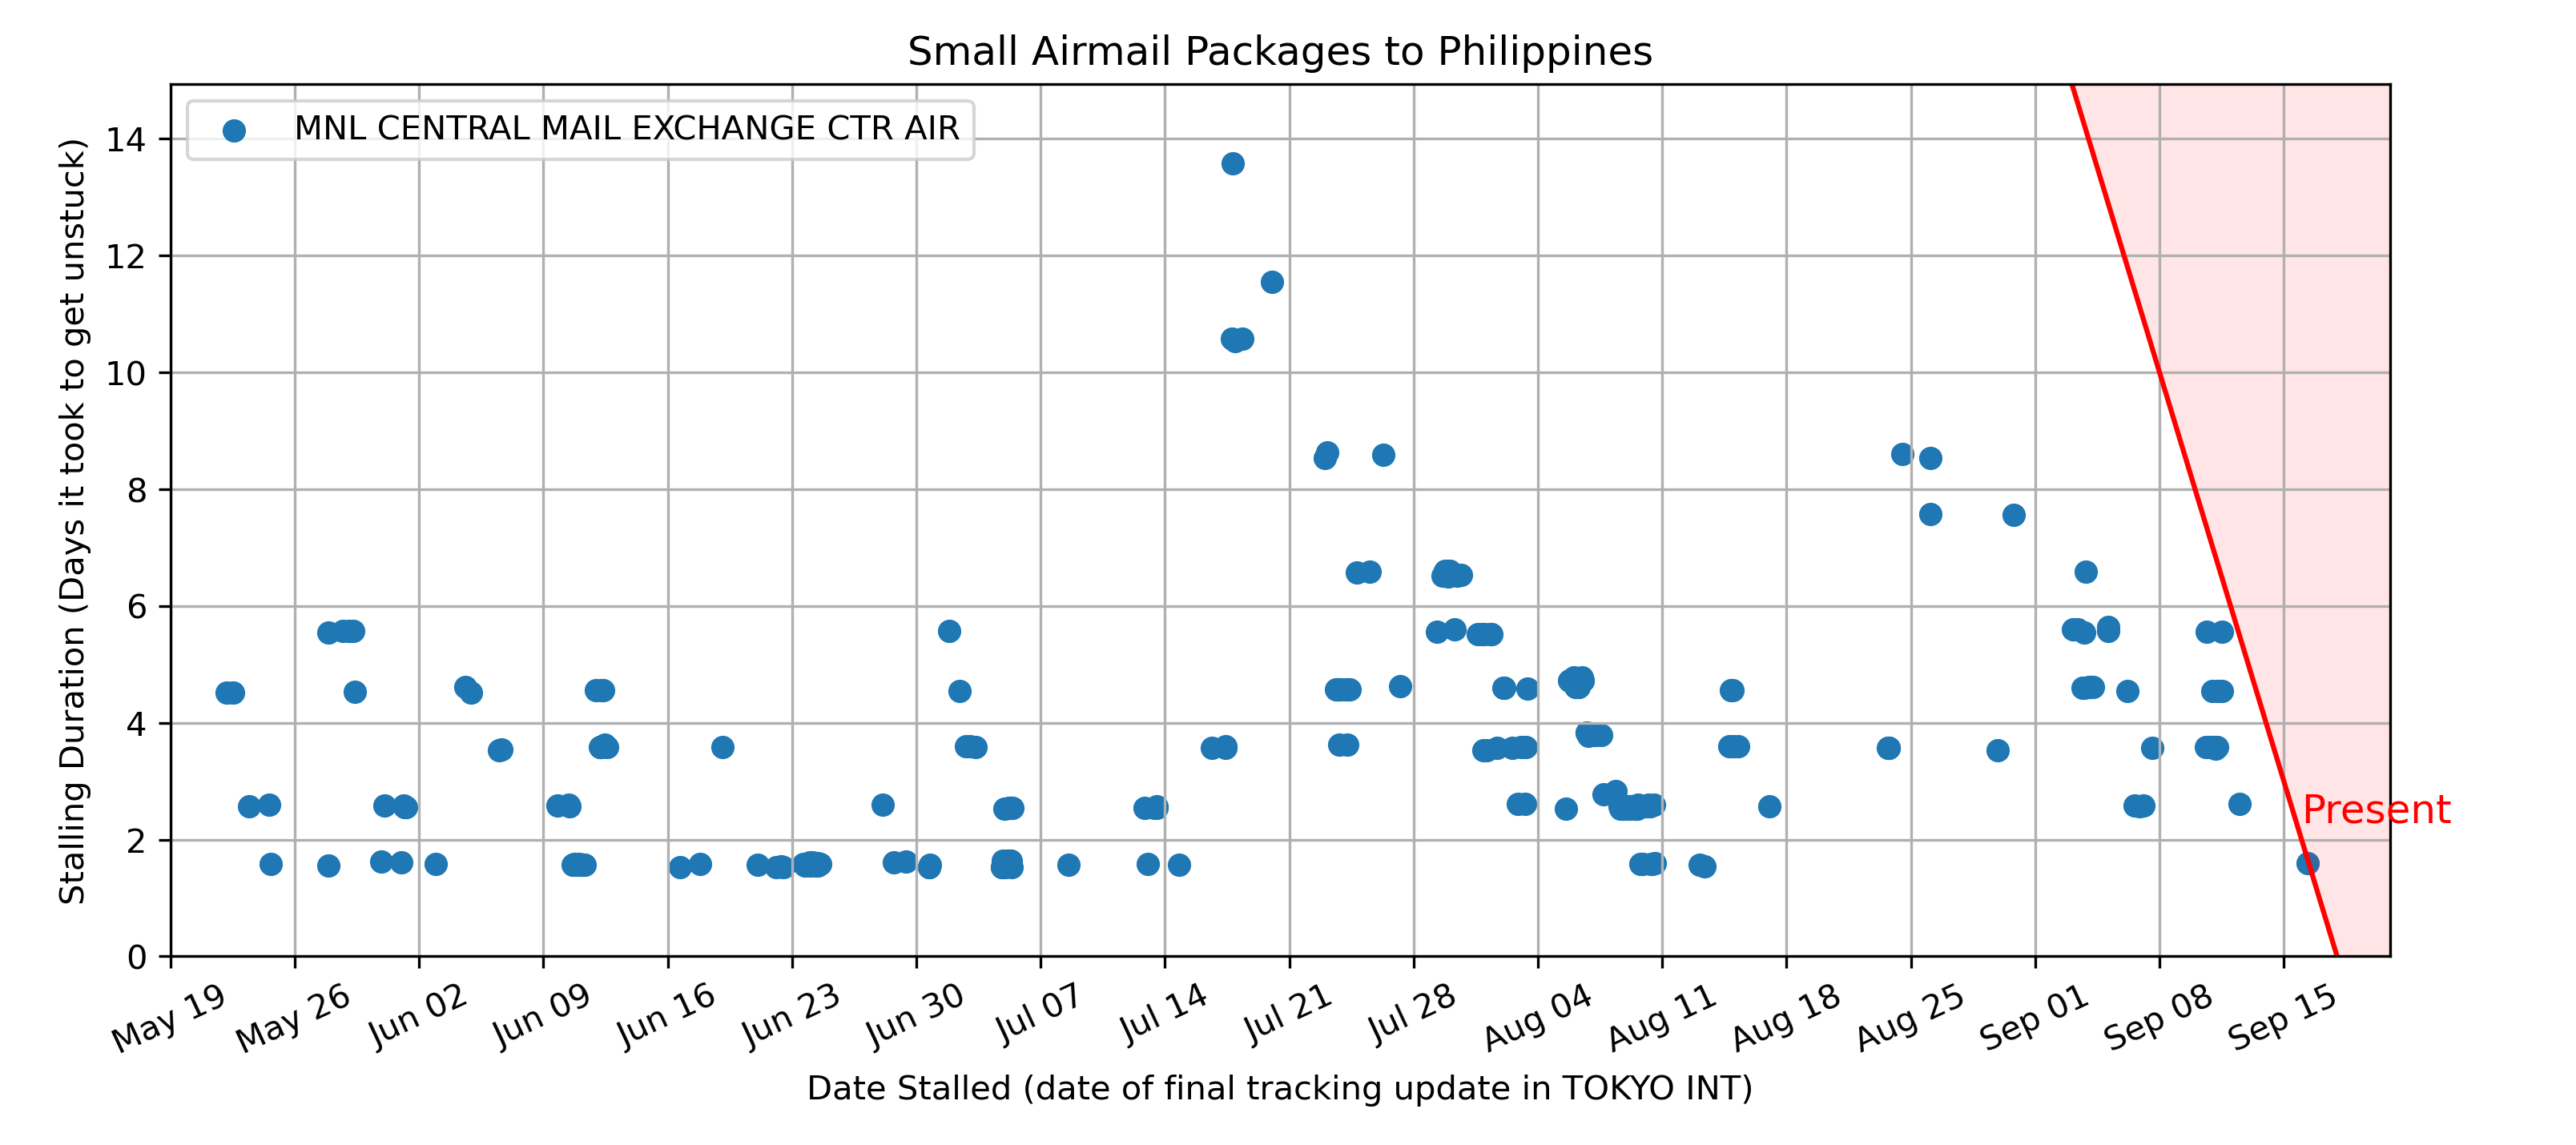 Small Airmail Packages to Philippines
MNL CENTRAL MAIL EXCHANGE CTR AIR
Stalling Duration (Days it took to get unstuck)
14
12
10
8
6
4
2
0
Present
May 19
May 26
Jun 02
Jun 09
Jun 16
Jun 23
Jun 30
Jul 07
Jul 14
Jul 21
Jul 28
Aug 04
Aug 11
Aug 18
Aug 25
Sep 01
Sep 08
Sep 15
Date Stalled (date of final tracking update in TOKYO INT)